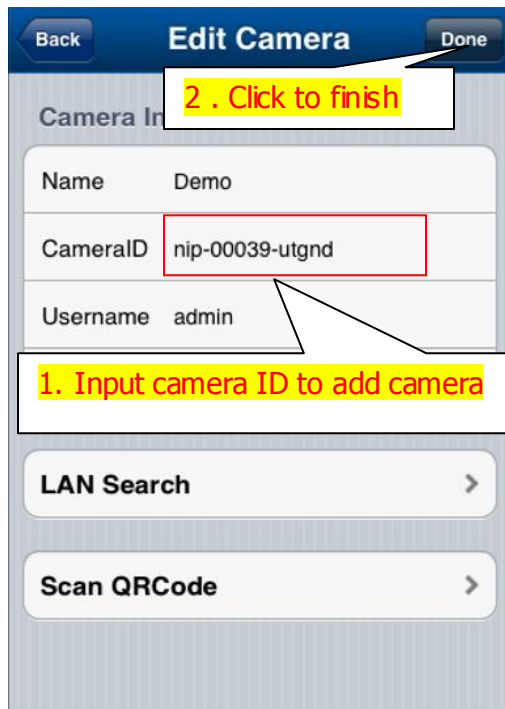 Back Edit Camera Done
2 . Click to finish
Camera In
Name Demo
CameraID nip-00039-utgnd
Username admin
1. Input camera ID to add camera
LAN Search
Scan QRCode